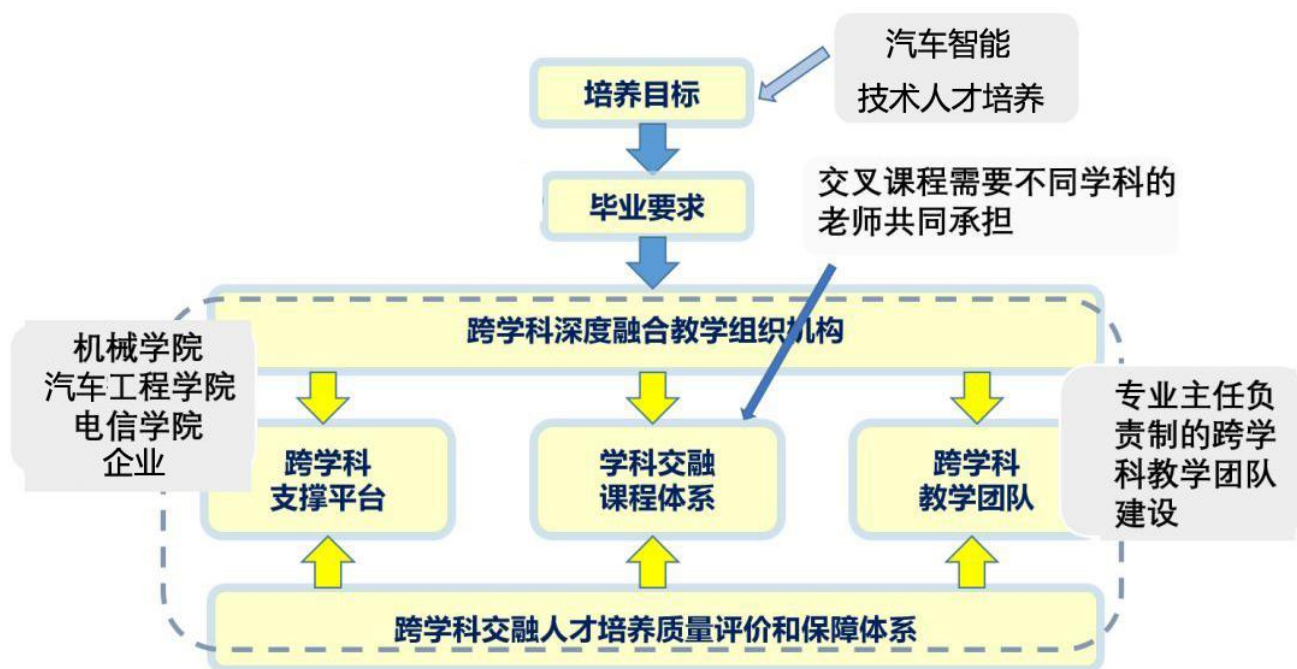 汽车智能
技术人才培养
培养目标
毕业要求
交叉课程需要不同学科的
老师共同承担
跨学科深度融合教学组织机构
机械学院
汽车工程学院
电信学院
企业
跨学科
支撑平台
学科交融
课程体系
跨学科
教学团队
专业主任负
责制的跨学
科教学团队
建设
跨学科交融人才培养质量评价和保障体系